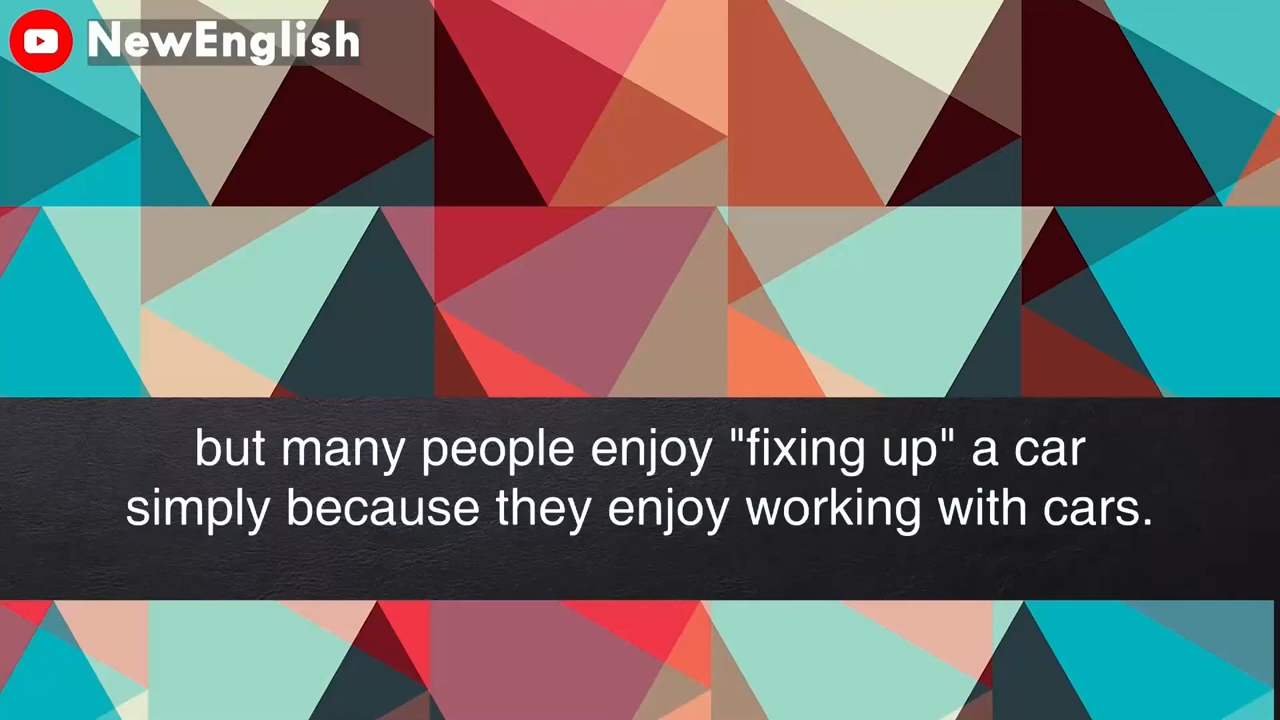 NewEnglish
but many people enjoy "fixing up" a car
simply because they enjoy working with cars.